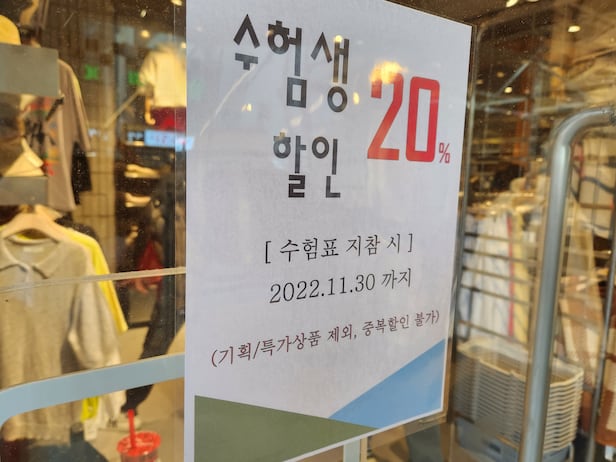 수험생
할인 20%
[ 수험표 지참 시 ]
2022.11.30 까지
(기획/특가상품 제외, 중복할인 불가)